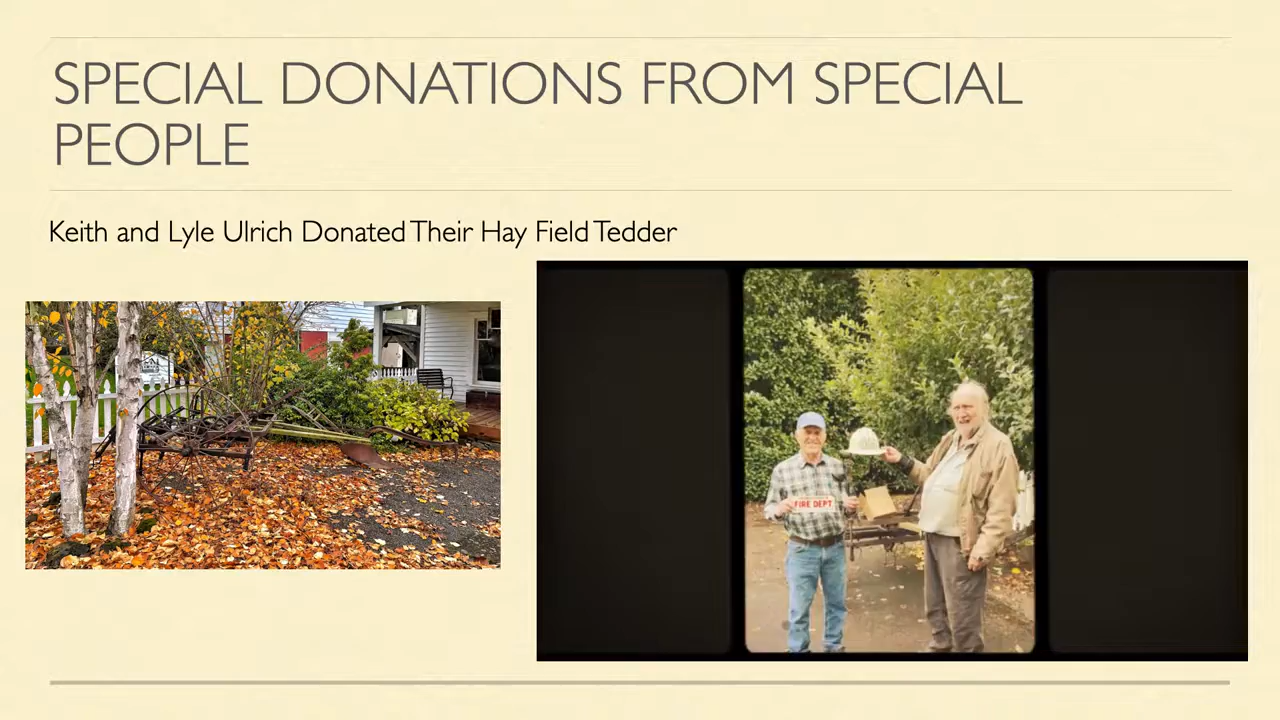 SPECIAL DONATIONS FROM SPECIAL
PEOPLE
Keith and Lyle Ulrich Donated Their Hay Field Tedder
FIRE DEPT